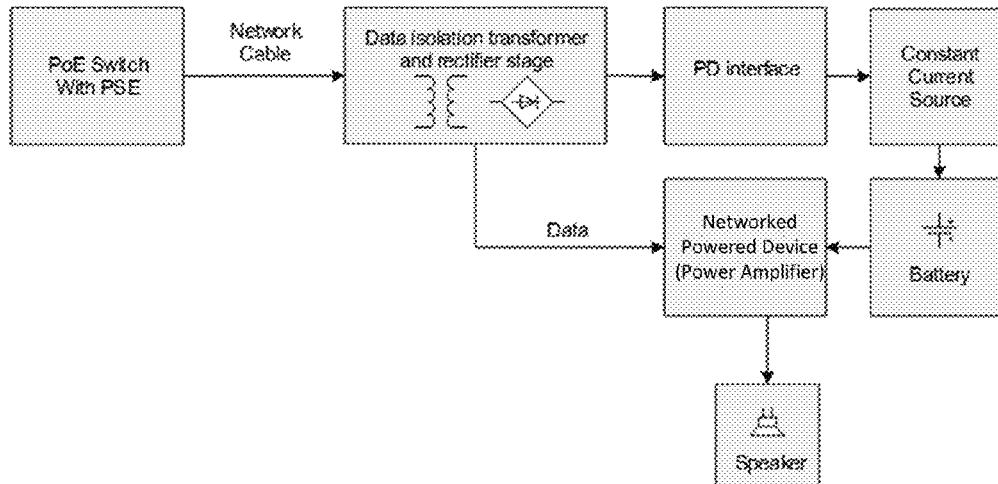 PoE Switch
With PSE
Network
Cable
Data isolation transformer
and rectifier stage
PD interface
Constant
Current
Source
Data
Networked
Powered Device
(Power Amplifier)
Battery
Speaker